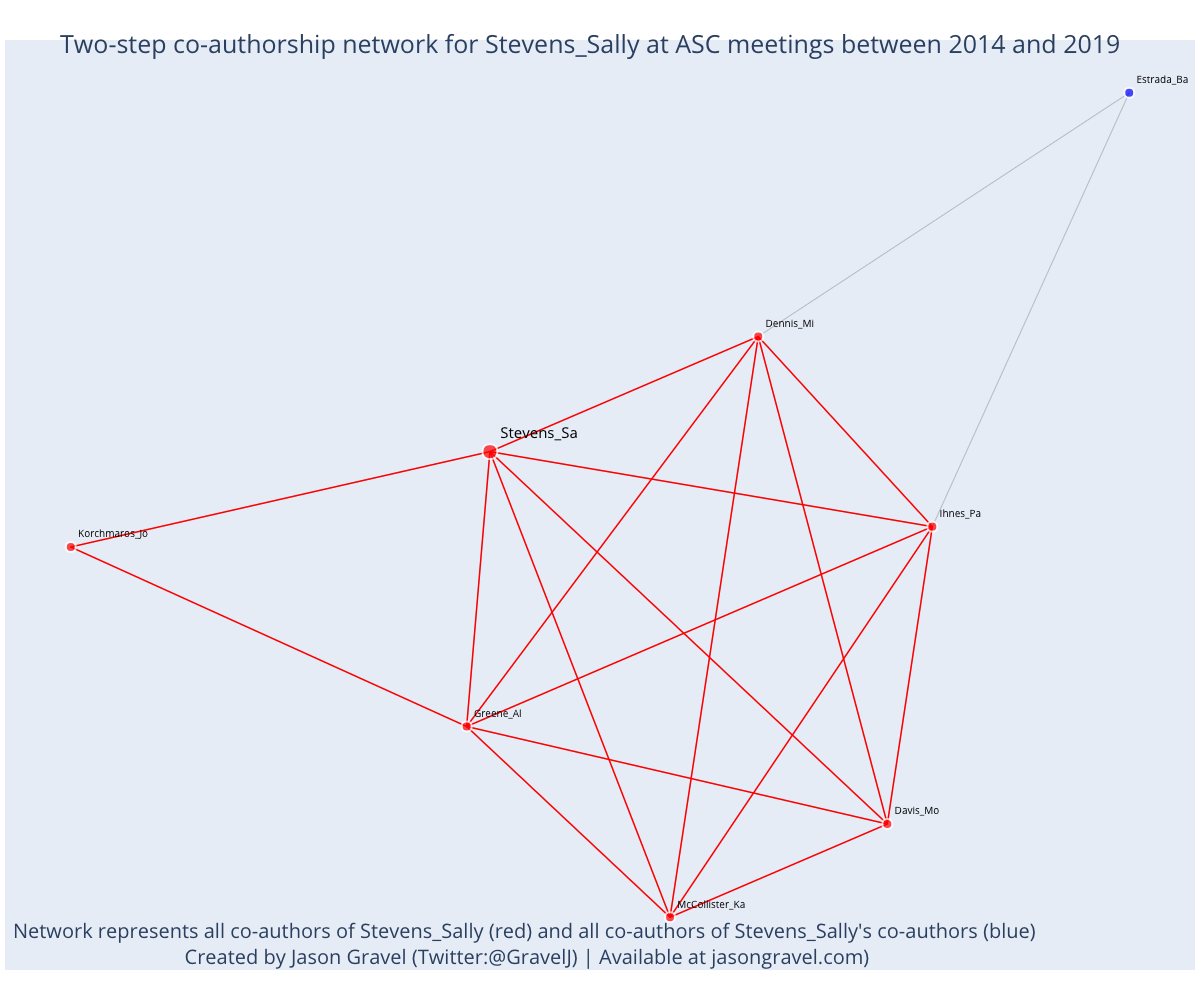 Two-step co-authorship network for Stevens_Sally at ASC meetings between 2014 and 2019
Estrada_Ba
Dennis_Mi
Stevens_Sa
Ihnes_Pa
Korchmaros_Jo
Greene_Al
Davis_Mo
McCollister_Ka
Network represents all co-authors of Stevens_Sally (red) and all co-authors of Stevens_Sally's co-authors (blue)
Created by Jason Gravel (Twitter:@GravelJ) | Available at jasongravel.com)